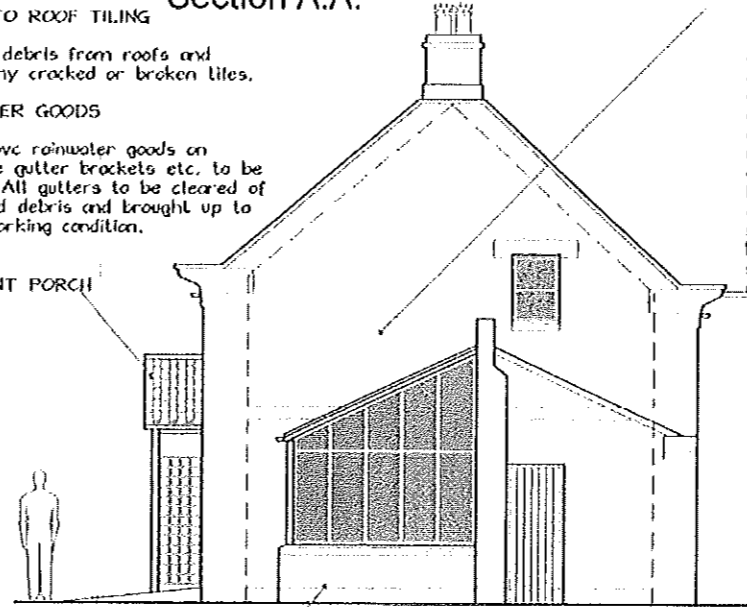 Section A.A.
TO ROOF TILING
debris from roofs and
ny cracked or broken tiles.
ER GOODS
pvc rainwater goods on
e gutter brackets etc. to be
All gutters to be cleared of
d debris and brought up to
orking condition.
NT PORCH